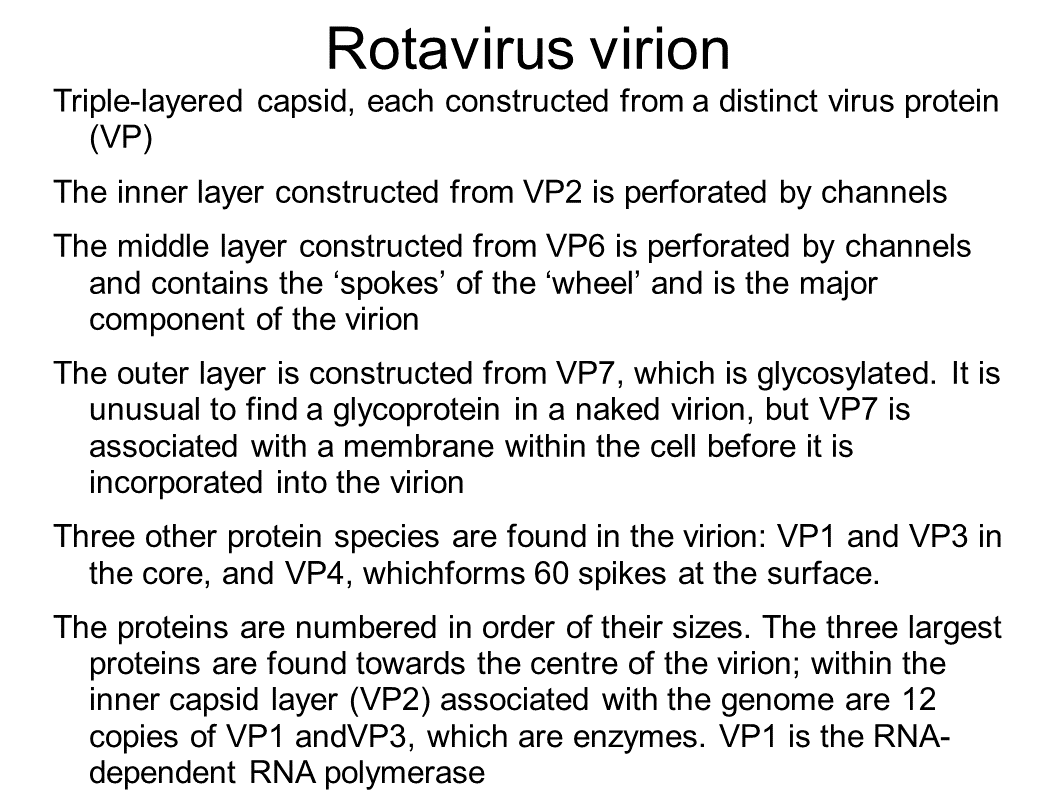 Rotavirus virion
Triple-layered capsid, each constructed from a distinct virus protein
(VP)
The inner layer constructed from VP2 is perforated by channels
The middle layer constructed from VP6 is perforated by channels
and contains the ‘spokes’ of the ‘wheel’ and is the major
component of the virion
The outer layer is constructed from VP7, which is glycosylated. It is
unusual to find a glycoprotein in a naked virion, but VP7 is
associated with a membrane within the cell before it is
incorporated into the virion
Three other protein species are found in the virion: VP1 and VP3 in
the core, and VP4, whichforms 60 spikes at the surface.
The proteins are numbered in order of their sizes. The three largest
proteins are found towards the centre of the virion; within the
inner capsid layer (VP2) associated with the genome are 12
copies of VP1 andVP3, which are enzymes. VP1 is the RNA-
dependent RNA polymerase